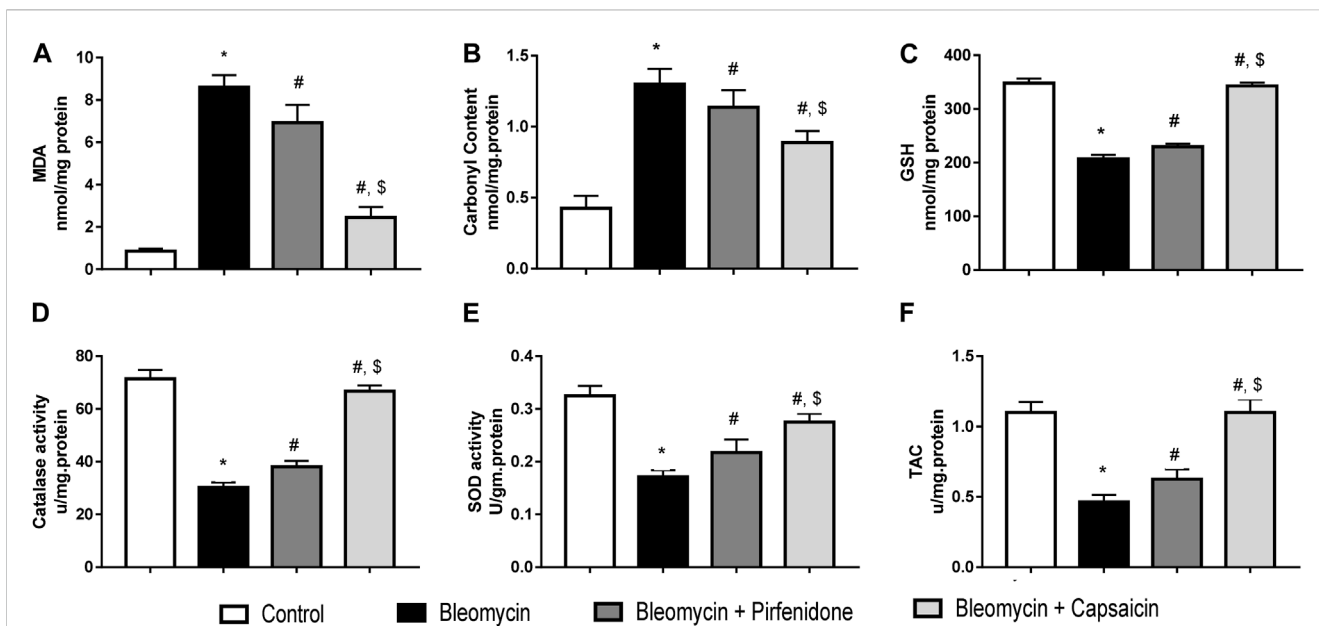 A
MDA
nmol/mg protein
10
8
6
4
2
0
*
#
#, $
B
Carbonyl Content
nmol/mg.protein
1.5
1.0
0.5
0.0
*
#
#, $
C
GSH
nmol/mg protein
400
300
200
100
0
*
#
#, $
D
Catalase activity
u/mg.protein
80
60
40
20
0
*
#
#, $
E
SOD activity
U/gm.protein
0.4
0.3
0.2
0.1
0.0
*
#
#, $
F
TAC
u/mg.protein
1.5
1.0
0.5
0.0
*
#
#, $
Control
Bleomycin
Bleomycin + Pirfenidone
Bleomycin + Capsaicin